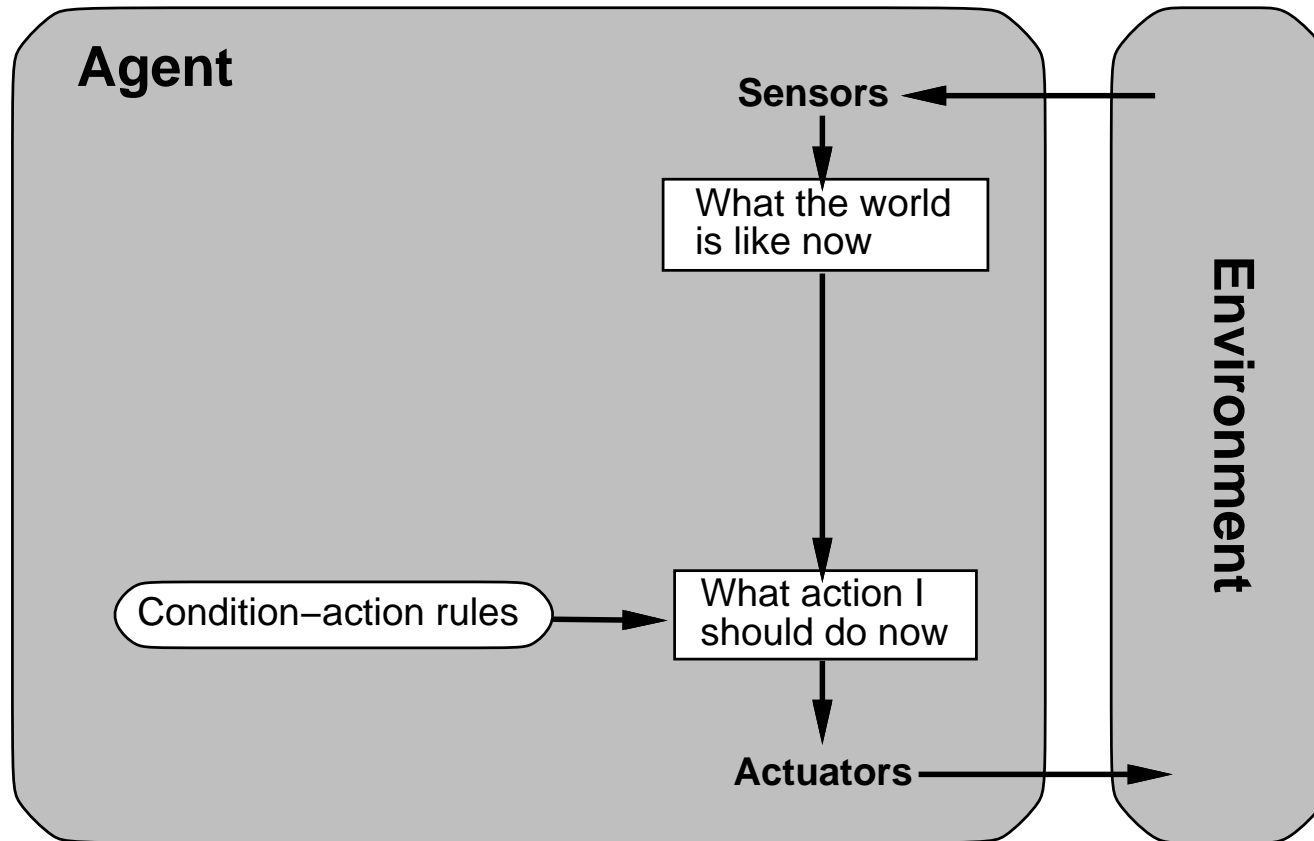 Agent
Sensors
What the world
is like now
Environment
Condition−action rules
What action I
should do now
Actuators